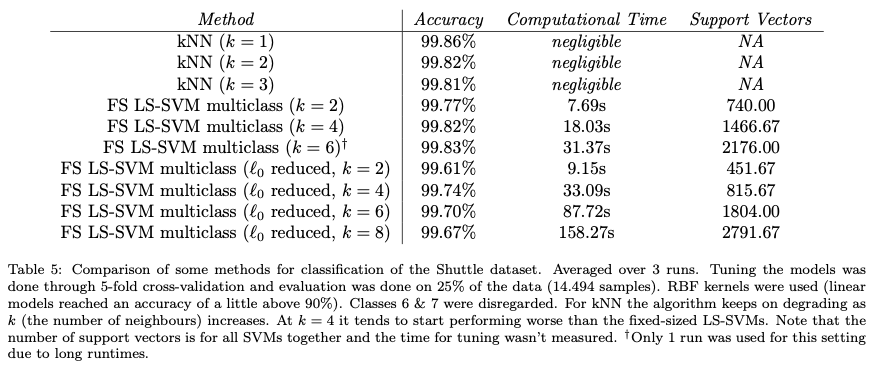 Method Accuracy Computational Time Support Vectors
kNN (k = 1) 99.86% negligible NA
kNN (k = 2) 99.82% negligible NA
kNN (k = 3) 99.81% negligible NA
FS LS-SVM multiclass (k = 2) 99.77% 7.69s 740.00
FS LS-SVM multiclass (k = 4) 99.82% 18.03s 1466.67
FS LS-SVM multiclass (k = 6)† 99.83% 31.37s 2176.00
FS LS-SVM multiclass (ℓ0 reduced, k = 2) 99.61% 9.15s 451.67
FS LS-SVM multiclass (ℓ0 reduced, k = 4) 99.74% 33.09s 815.67
FS LS-SVM multiclass (ℓ0 reduced, k = 6) 99.70% 87.72s 1804.00
FS LS-SVM multiclass (ℓ0 reduced, k = 8) 99.67% 158.27s 2791.67
Table 5: Comparison of some methods for classification of the Shuttle dataset. Averaged over 3 runs. Tuning the models was
done through 5-fold cross-validation and evaluation was done on 25% of the data (14.494 samples). RBF kernels were used (linear
models reached an accuracy of a little above 90%). Classes 6 & 7 were disregarded. For kNN the algorithm keeps on degrading as
k (the number of neighbours) increases. At k = 4 it tends to start performing worse than the fixed-sized LS-SVMs. Note that the
number of support vectors is for all SVMs together and the time for tuning wasn't measured. †Only 1 run was used for this setting
due to long runtimes.